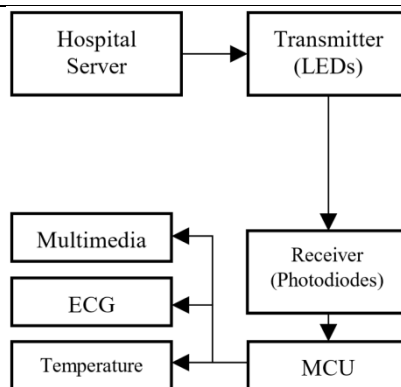 Hospital
Server
Transmitter
(LEDs)
Multimedia
Receiver
(Photodiodes)
ECG
Temperature
MCU